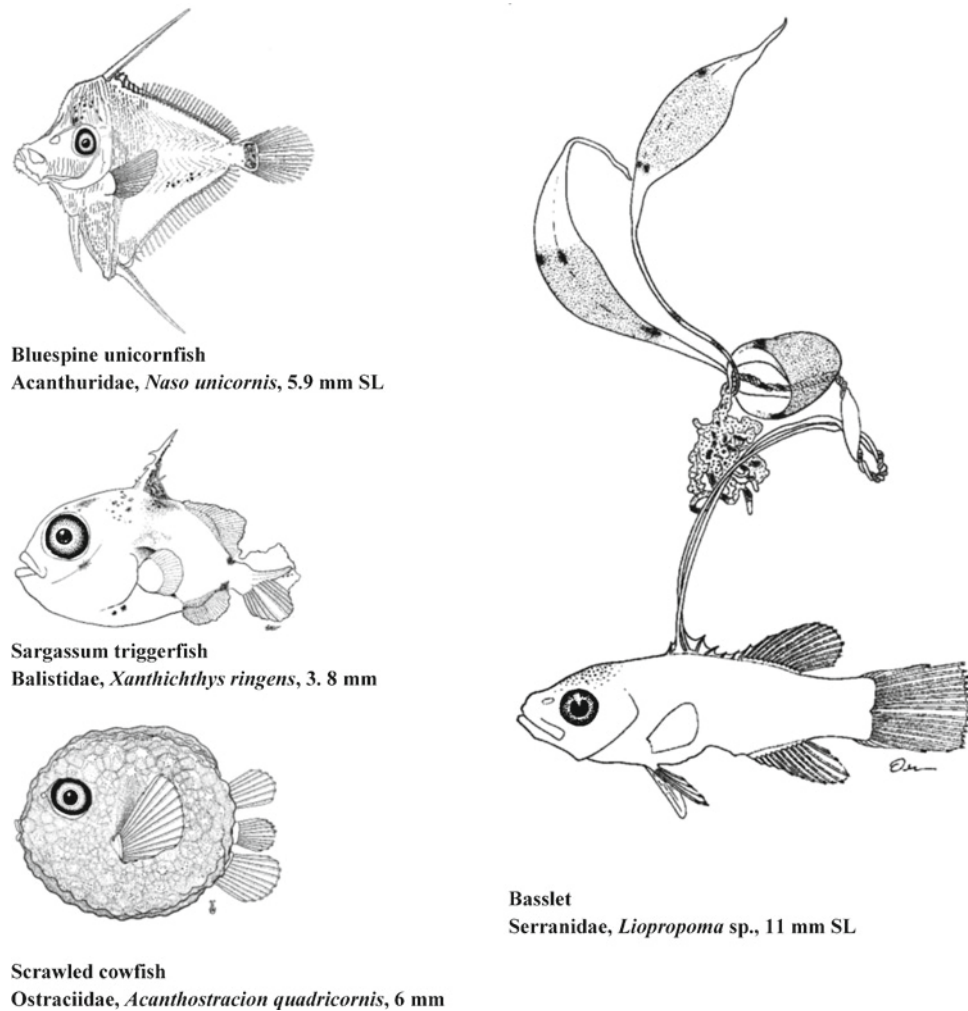 Bluespine unicornfish
Acanthuridae, Naso unicornis, 5.9 mm SL
Sargassum triggerfish
Balistidae, Xanthichthys ringens, 3. 8 mm
Scrawled cowfish
Ostraciidae, Acanthostracion quadricornis, 6 mm
Basslet
Serranidae, Liopropoma sp., 11 mm SL